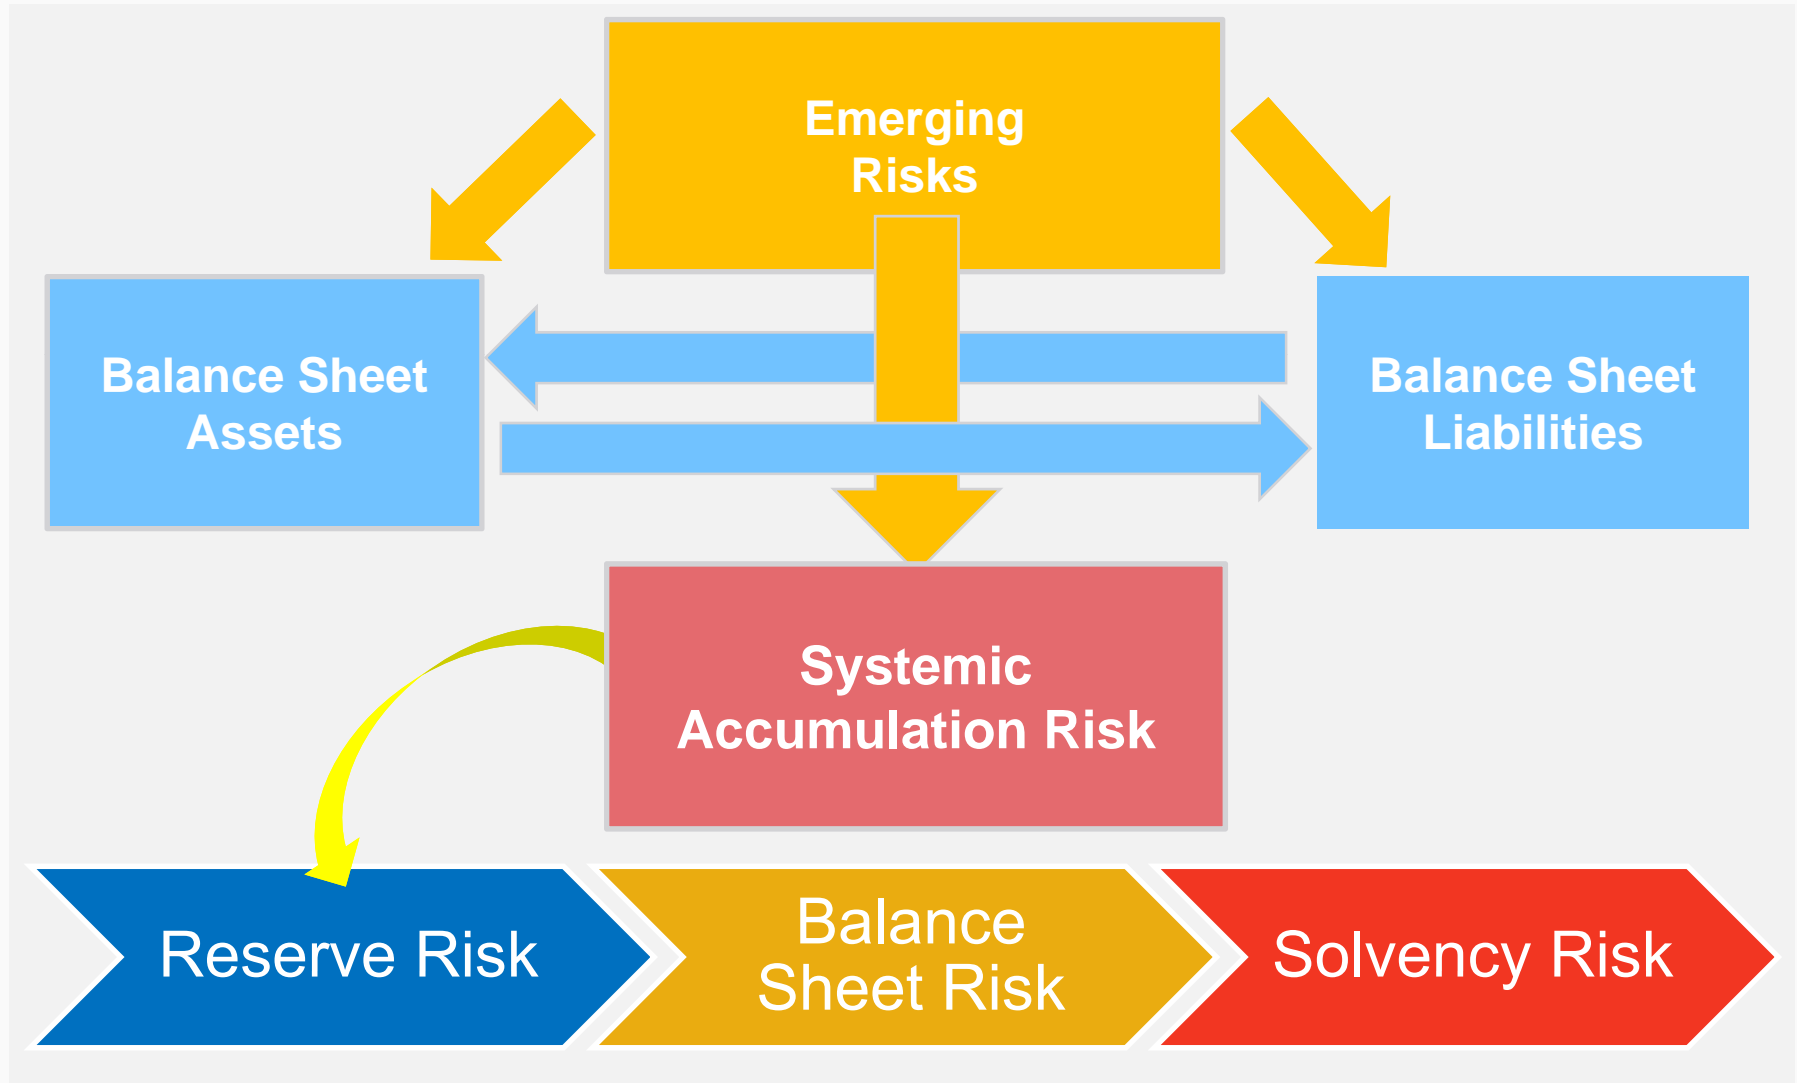 Emerging
Risks
Balance Sheet
Assets
Balance Sheet
Liabilities
Systemic
Accumulation Risk
Reserve Risk
Balance
Sheet Risk
Solvency Risk